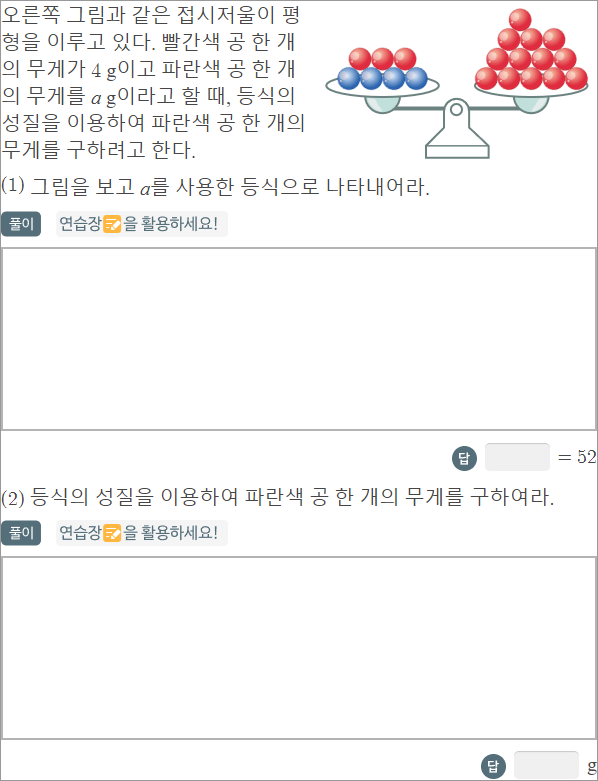 오른쪽 그림과 같은 접시저울이 평
형을 이루고 있다. 빨간색 공 한 개
의 무게가 4 g이고 파란색 공 한 개
의 무게를 a g이라고 할 때, 등식의
성질을 이용하여 파란색 공 한 개의
무게를 구하려고 한다.
(1) 그림을 보고 a를 사용한 등식으로 나타내어라.
풀이 연습장을 활용하세요!
답 = 52
(2) 등식의 성질을 이용하여 파란색 공 한 개의 무게를 구하여라.
풀이 연습장을 활용하세요!
답 g